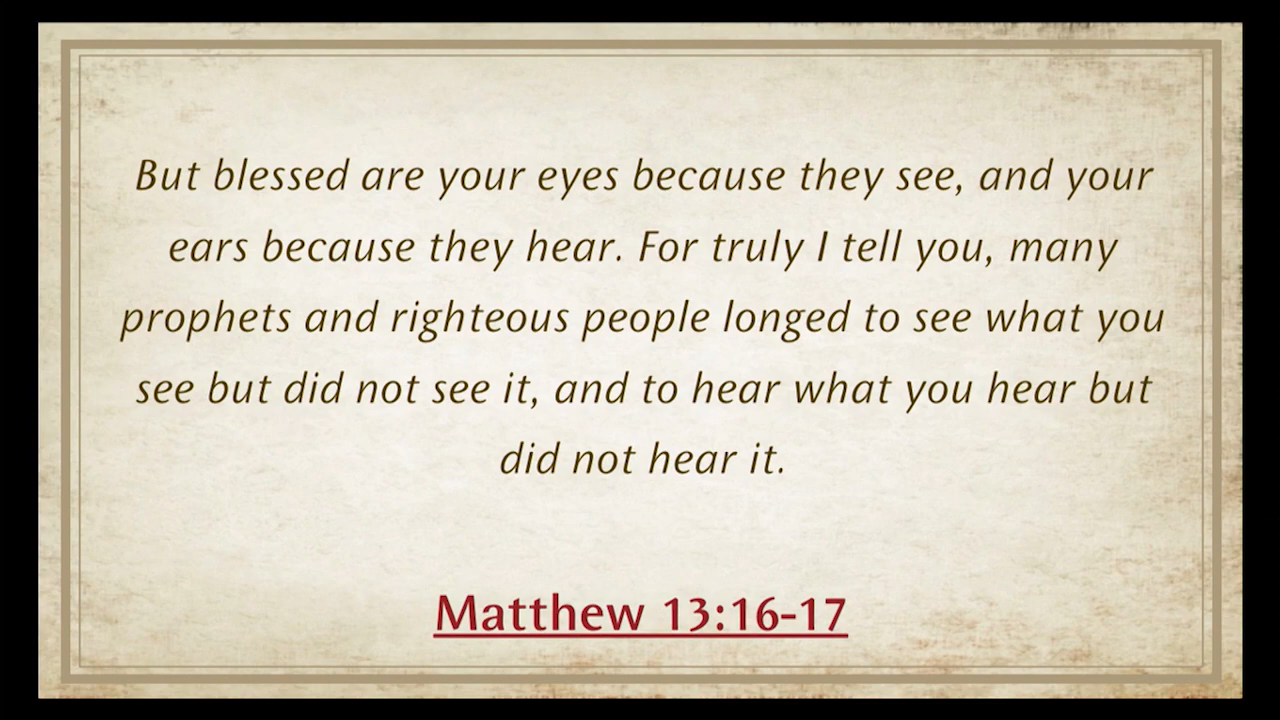 But blessed are your eyes because they see, and your
ears because they hear. For truly I tell you, many
prophets and righteous people longed to see what you
see but did not see it, and to hear what you hear but
did not hear it.
Matthew 13:16-17